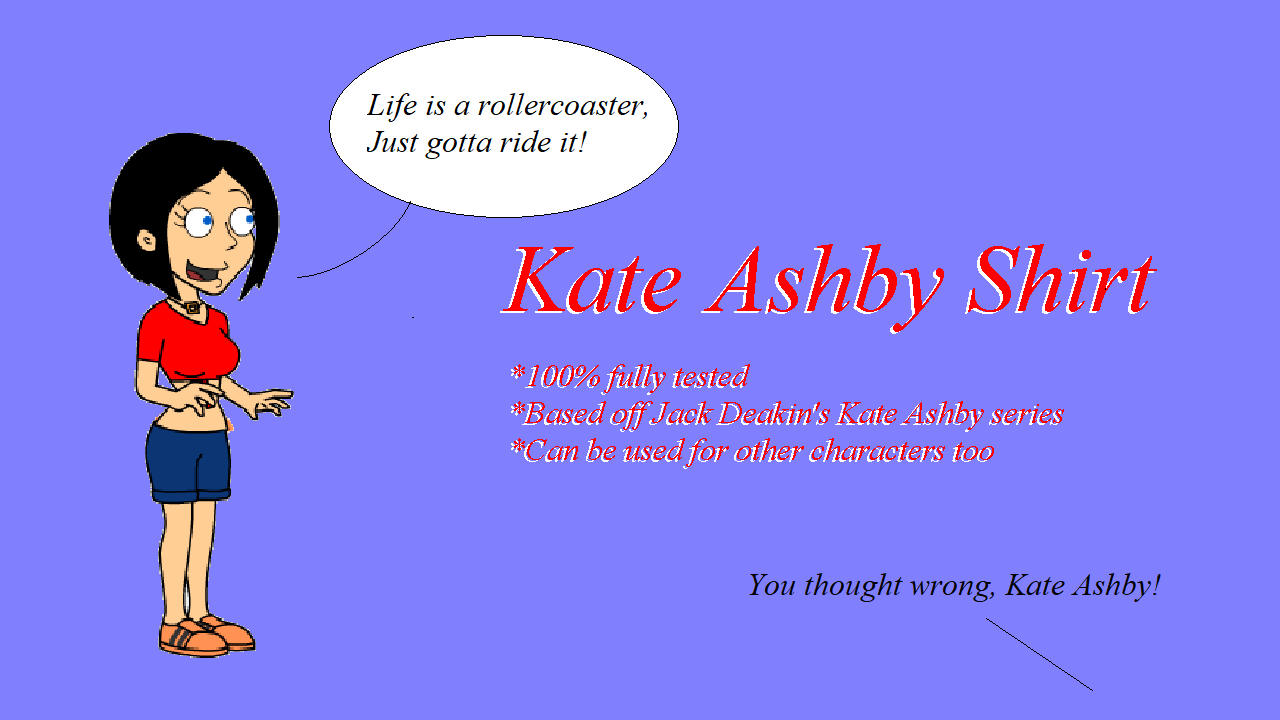 Life is a rollercoaster,
Just gotta ride it!
Kate Ashby Shirt
*100% fully tested
*Based off Jack Deakin's Kate Ashby series
*Can be used for other characters too
You thought wrong, Kate Ashby!